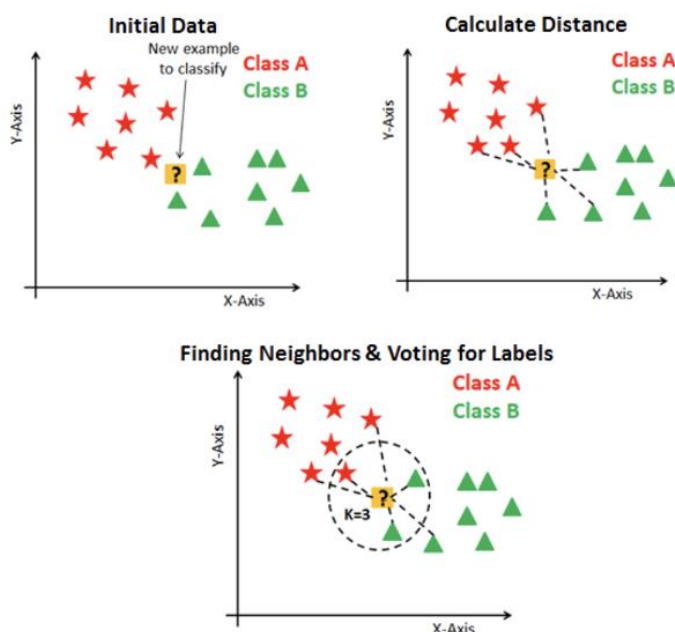 Initial Data
New example
to classify
Class A
Class B
?
Y-Axis
X-Axis
Calculate Distance
Class A
Class B
?
Y-Axis
X-Axis
Finding Neighbors & Voting for Labels
Class A
Class B
?
K=3
Y-Axis
X-Axis